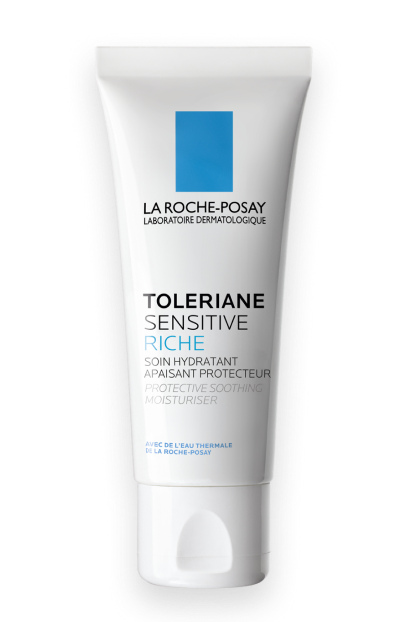 LA ROCHE-POSAY
LABORATOIRE DERMATOLOGIQUE
TOLERIANE
SENSITIVE
RICHE
SOIN HYDRATANT
APAISANT PROTECTEUR
PROTECTIVE SOOTHING
MOISTURISER
AVEC DE L'EAU THERMALE
DE LA ROCHE-POSAY